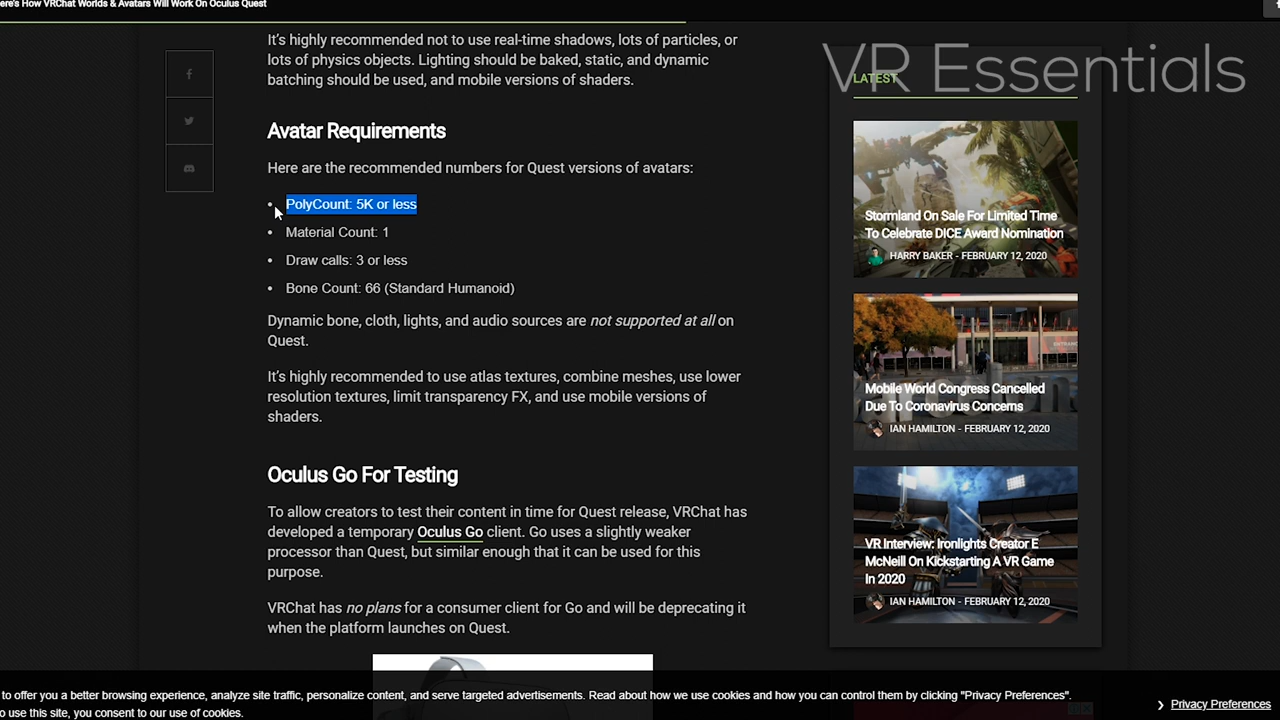 ere's How VRChat Worlds & Avatars Will Work On Oculus Quest
It's highly recommended not to use real-time shadows, lots of particles, or
lots of physics objects. Lighting should be baked, static, and dynamic
batching should be used, and mobile versions of shaders.
Avatar Requirements
Here are the recommended numbers for Quest versions of avatars:
• PolyCount: 5K or less
• Material Count: 1
• Draw calls: 3 or less
• Bone Count: 66 (Standard Humanoid)
Dynamic bone, cloth, lights, and audio sources are not supported at all on
Quest.
It's highly recommended to use atlas textures, combine meshes, use lower
resolution textures, limit transparency FX, and use mobile versions of
shaders.
Oculus Go For Testing
To allow creators to test their content in time for Quest release, VRChat has
developed a temporary Oculus Go client. Go uses a slightly weaker
processor than Quest, but similar enough that it can be used for this
purpose.
VRChat has no plans for a consumer client for Go and will be deprecating it
when the platform launches on Quest.
VR Essentials
LATEST
Stormland On Sale For Limited Time
To Celebrate DICE Award Nomination
HARRY BAKER - FEBRUARY 12, 2020
Mobile World Congress Cancelled
Due To Coronavirus Concerns
IAN HAMILTON - FEBRUARY 12, 2020
VR Interview: Ironlights Creator E
McNeill On Kickstarting A VR Game
In 2020
IAN HAMILTON - FEBRUARY 12, 2020
to offer you a better browsing experience, analyze site traffic, personalize content, and serve targeted advertisements. Read about how we use cookies and how you can control them by clicking "Privacy Preferences".
o use this site, you consent to our use of cookies.
Privacy Preferences